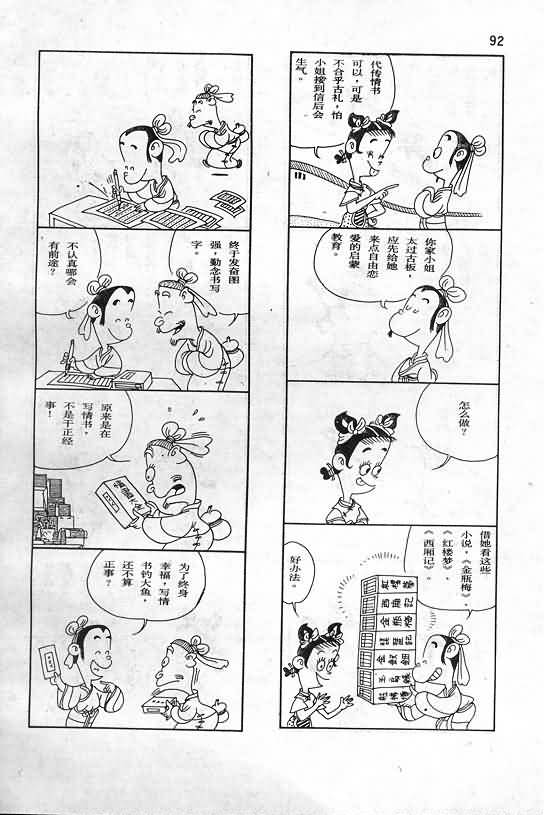 92
代传情书
可以，可是
不合乎古礼，怕
小姐接到信后会
生气。
你家小姐
太过古板，
应先给她
来点自由恋
爱的启蒙
教育。
怎么做？
借她看这些
小说，《金瓶梅》，
《红楼梦》，
《西厢记》。
西廂記
金瓶梅
好办法。
终于发奋图
强，勤念书写
字。
不认真哪会
有前途？
原来是在
写情书，
不是干正经
事！
为了终身
幸福，写情
书钓大鱼，
还不算
正事？